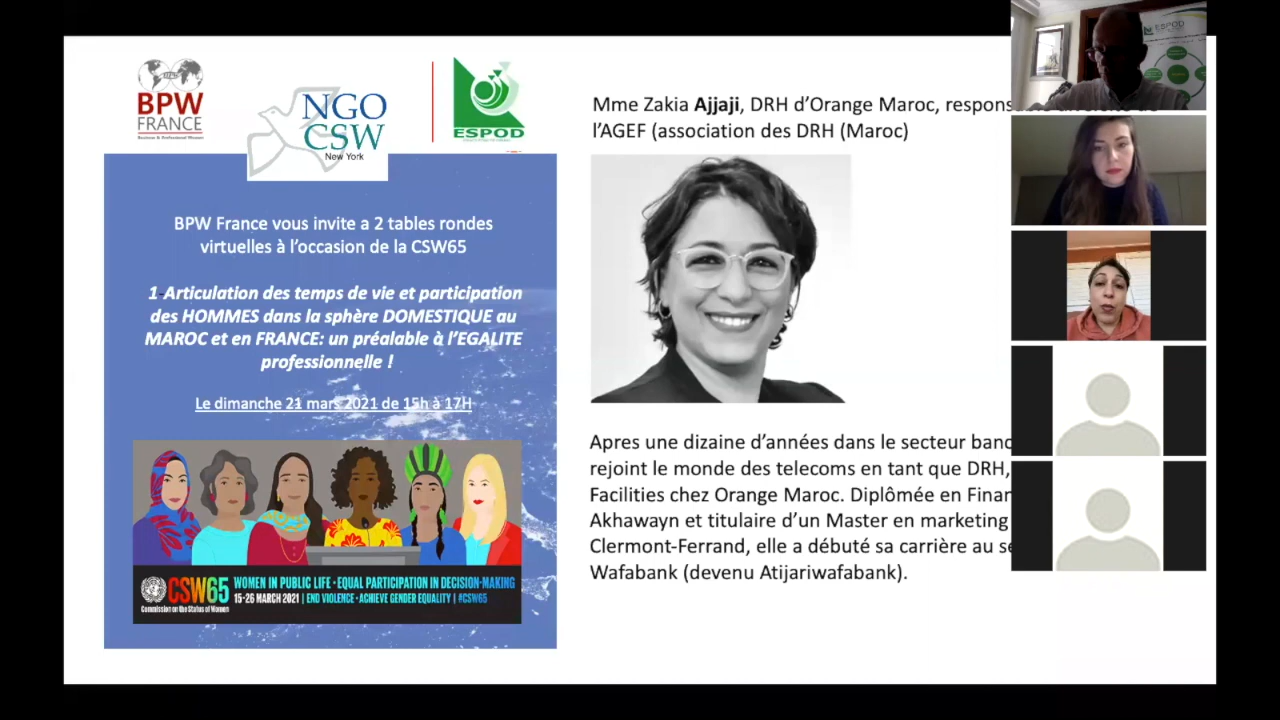 BPW
FRANCE
Business & Professional Women
NGO
CSW
New York
ESPOD
BPW France vous invite a 2 tables rondes
virtuelles à l’occasion de la CSW65
1 Articulation des temps de vie et participation
des HOMMES dans la sphère DOMESTIQUE au
MAROC et en FRANCE: un préalable à l’EGALITE
professionnelle !
Le dimanche 21 mars 2021 de 15h à 17H
CSW65
Commission on the Status of Women
WOMEN IN PUBLIC LIFE · EQUAL PARTICIPATION IN DECISION-MAKING
15-26 MARCH 2021 | END VIOLENCE · ACHIEVE GENDER EQUALITY | #CSW65
Mme Zakia Ajjaji, DRH d’Orange Maroc,
l’AGEF (association des DRH (Maroc)
Apres une dizaine d’années dans le secteur
rejoint le monde des telecoms en tant que DRH,
Facilities chez Orange Maroc. Diplômée en
Akhawayn et titulaire d’un Master en marketing
Clermont-Ferrand, elle a débuté sa carrière au
Wafabank (devenu Atijariwafabank).
ESPOD